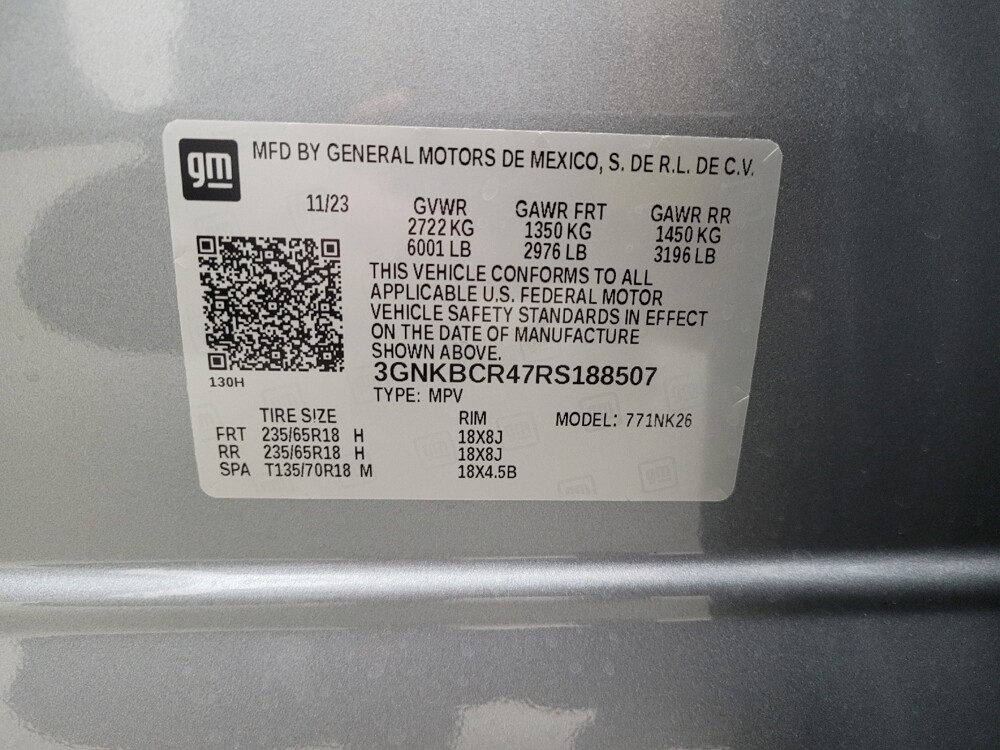 gm MFD BY GENERAL MOTORS DE MEXICO, S. DE R.L. DE C.V.
11/23 GVWR GAWR FRT GAWR RR
2722 KG 1350 KG 1450 KG
6001 LB 2976 LB 3196 LB
THIS VEHICLE CONFORMS TO ALL
APPLICABLE U.S. FEDERAL MOTOR
VEHICLE SAFETY STANDARDS IN EFFECT
ON THE DATE OF MANUFACTURE
SHOWN ABOVE.
3GNKBCR47RS188507
130H
TYPE: MPV
TIRE SIZE RIM MODEL: 771NK26
FRT 235/65R18 H 18X8J
RR 235/65R18 H 18X8J
SPA T135/70R18 M 18X4.5B